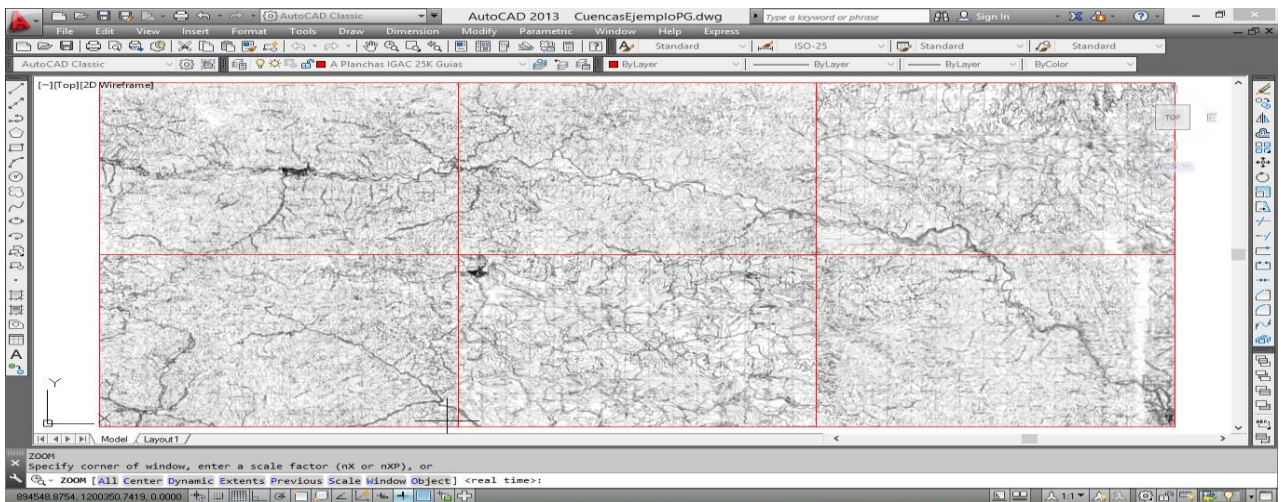 AutoCAD Classic
AutoCAD 2013 CuencasEjemploPG.dwg
Type a keyword or phrase
Sign In
File Edit View Insert Format Tools Draw Dimension Modify Parametric Window Help Express
Standard ISO-25 Standard Standard
AutoCAD Classic A Planchas IGAC 25K Guias ByLayer ByLayer ByLayer ByColor
[-][Top][2D Wireframe]
TOP
E
WCS
Y
Model Layout1
ZOOM
Specify corner of window, enter a scale factor (nX or nXP), or
ZOOM [All Center Dynamic Extents Previous Scale Window Object] <real time>:
894548.8754, 1200350.7419, 0.0000 A 1:1